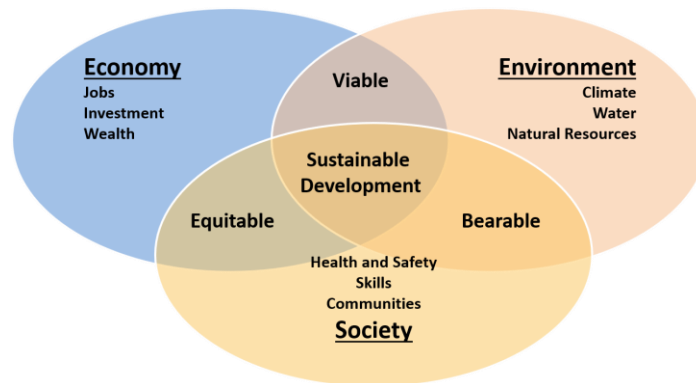 Economy
Jobs
Investment
Wealth
Viable
Environment
Climate
Water
Natural Resources
Sustainable
Development
Equitable
Bearable
Health and Safety
Skills
Communities
Society